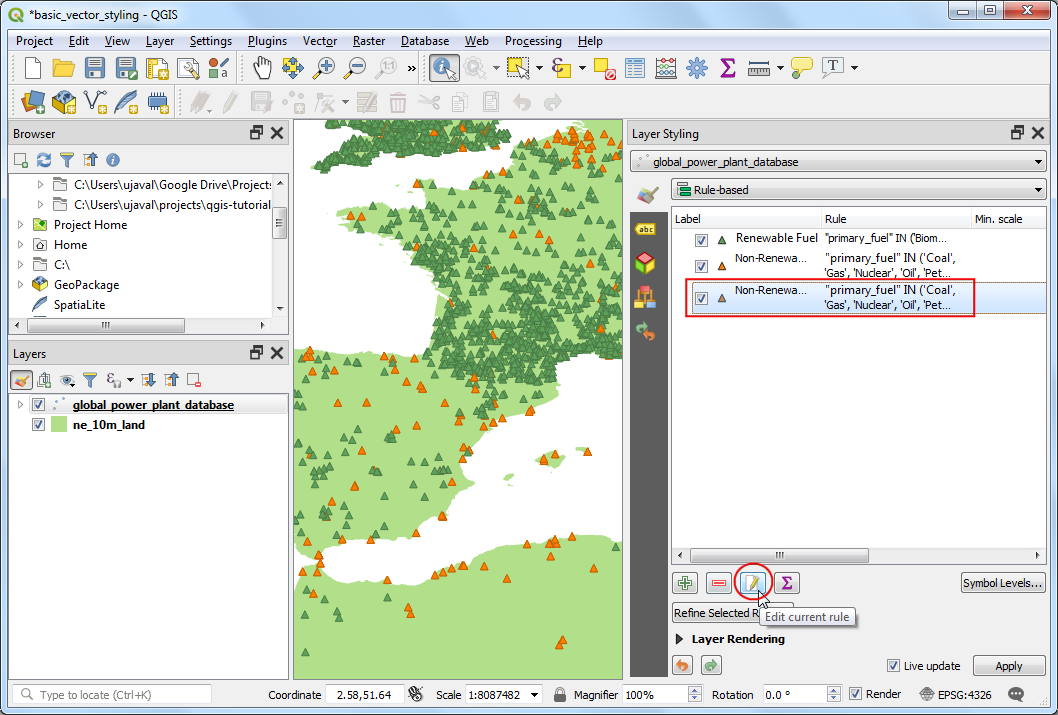 *basic_vector_styling - QGIS
Project Edit View Layer Settings Plugins Vector Raster Database Web Processing Help
1:1
»
T
Browser
C:\Users\ujaval\Google Drive\Projects
C:\Users\ujaval\projects\qgis-tutorial
Project Home
Home
C:\
GeoPackage
SpatiaLite
Layers
global_power_plant_database
ne_10m_land
Layer Styling
global_power_plant_database
Rule-based
abc
Label Rule Min. scale
Renewable Fuel "primary_fuel" IN ('Biom...
Non-Renewa... "primary_fuel" IN ('Coal',
'Gas', 'Nuclear', 'Oil', 'Pet...
Non-Renewa... "primary_fuel" IN ('Coal',
'Gas', 'Nuclear', 'Oil', 'Pet...
Σ Symbol Levels...
Refine Selected R
Edit current rule
Layer Rendering
Live update Apply
Type to locate (Ctrl+K) Coordinate 2.58,51.64 Scale 1:8087482 Magnifier 100% Rotation 0.0 ° Render EPSG:4326